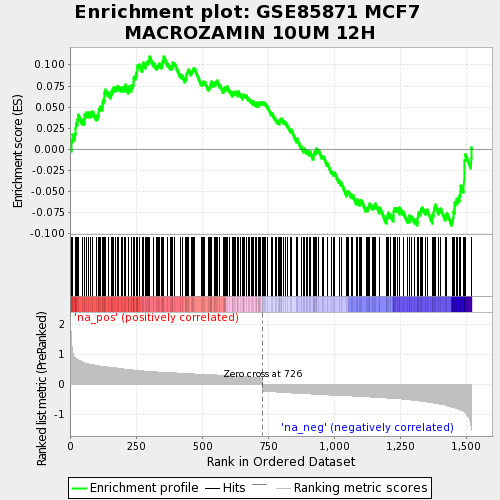 Enrichment plot: GSE85871 MCF7
MACROZAMIN 10UM 12H
Enrichment score (ES)
0.100
0.075
0.050
0.025
0.000
-0.025
-0.050
-0.075
-0.100
'na_pos' (positively correlated)
Ranked list metric (PreRanked)
2
1
0
-1
Zero cross at 726
'na_neg' (negatively correlated)
0
250
500
750
1,000
1,250
1,500
Rank in Ordered Dataset
Enrichment profile
Hits
Ranking metric scores